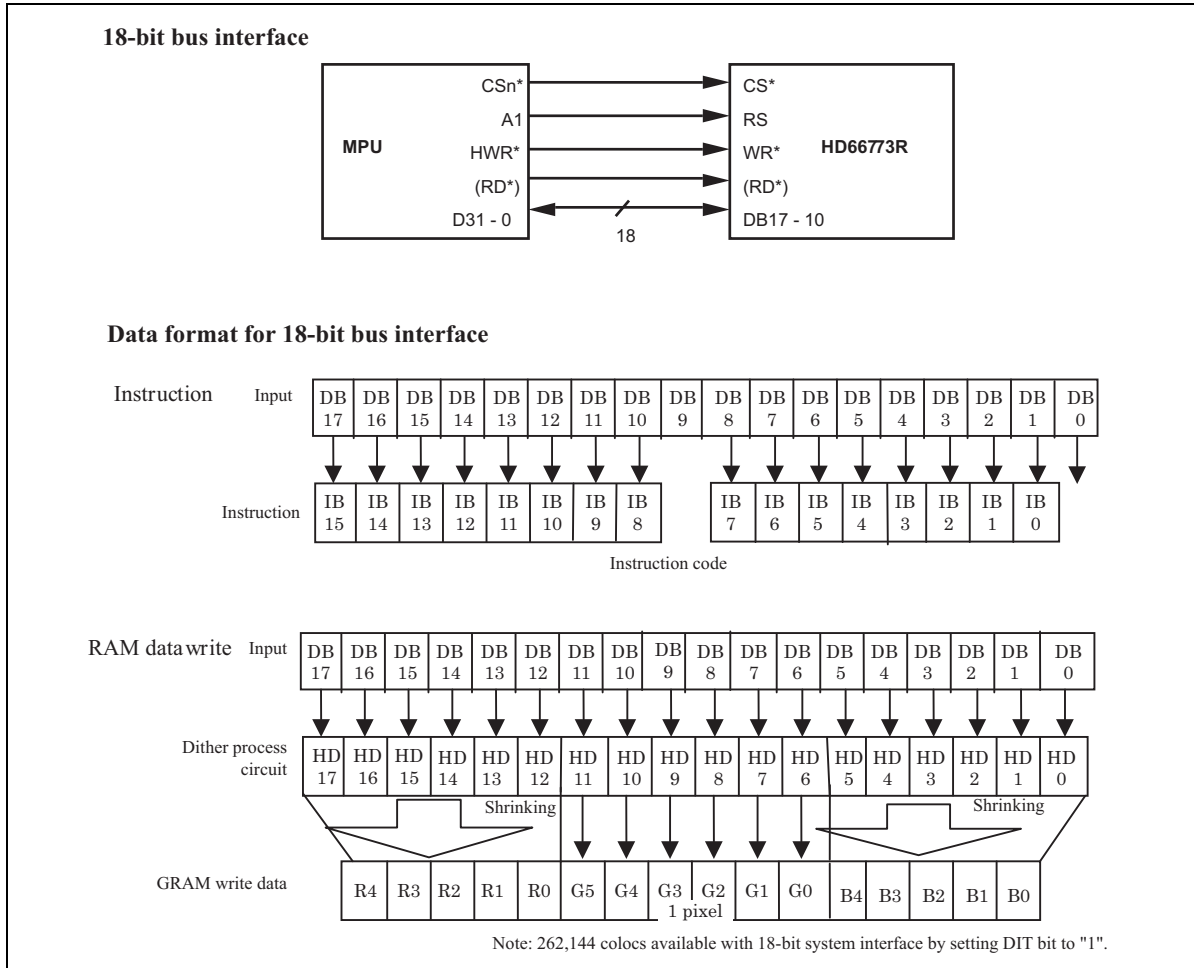 18-bit bus interface
CSn* CS*
A1 RS
MPU HWR* WR* HD66773R
(RD*) (RD*)
D31 - 0 DB17 - 10
18
Data format for 18-bit bus interface
Instruction Input DB 17 DB 16 DB 15 DB 14 DB 13 DB 12 DB 11 DB 10 DB 9 DB 8 DB 7 DB 6 DB 5 DB 4 DB 3 DB 2 DB 1 DB 0
Instruction IB 15 IB 14 IB 13 IB 12 IB 11 IB 10 IB 9 IB 8 IB 7 IB 6 IB 5 IB 4 IB 3 IB 2 IB 1 IB 0
Instruction code
RAM data write Input DB 17 DB 16 DB 15 DB 14 DB 13 DB 12 DB 11 DB 10 DB 9 DB 8 DB 7 DB 6 DB 5 DB 4 DB 3 DB 2 DB 1 DB 0
Dither process circuit HD 17 HD 16 HD 15 HD 14 HD 13 HD 12 HD 11 HD 10 HD 9 HD 8 HD 7 HD 6 HD 5 HD 4 HD 3 HD 2 HD 1 HD 0
Shrinking Shrinking
GRAM write data R4 R3 R2 R1 R0 G5 G4 G3 G2 G1 G0 B4 B3 B2 B1 B0
1 pixel
Note: 262,144 colocs available with 18-bit system interface by setting DIT bit to "1".